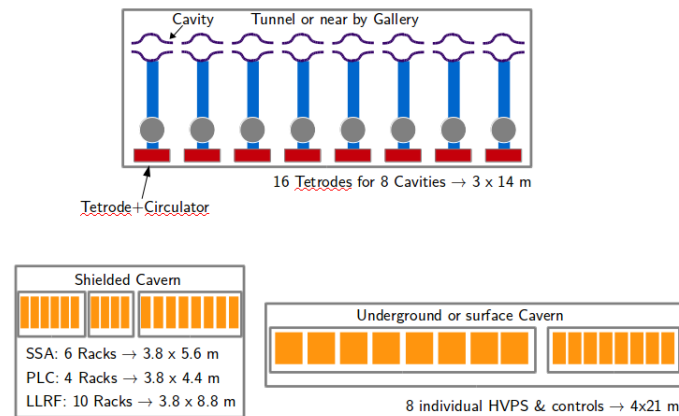 Cavity
Tunnel or near by Gallery
16 Tetrodes for 8 Cavities → 3 x 14 m
Tetrode+Circulator
Shielded Cavern
SSA: 6 Racks → 3.8 x 5.6 m
PLC: 4 Racks → 3.8 x 4.4 m
LLRF: 10 Racks → 3.8 x 8.8 m
Underground or surface Cavern
8 individual HVPS & controls → 4x21 m